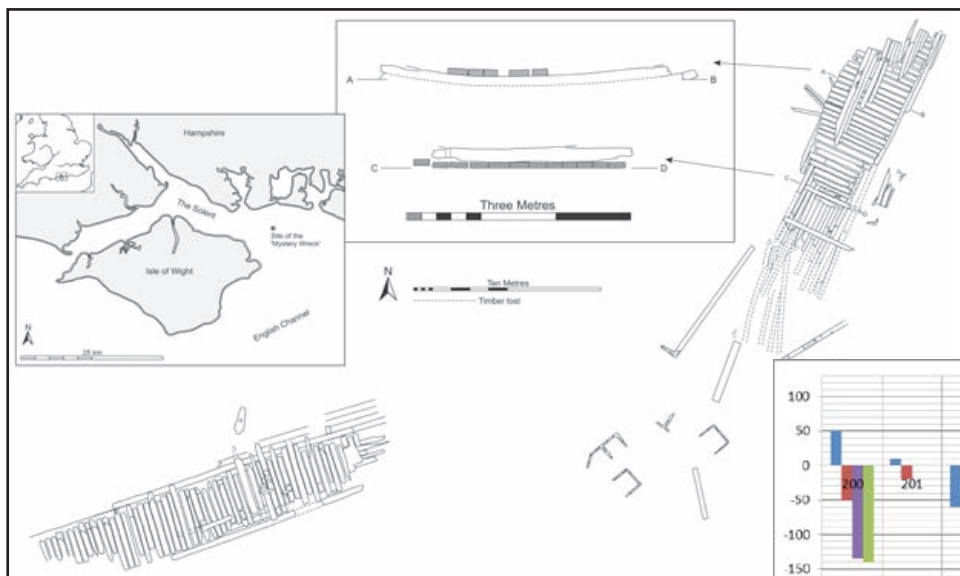 Hampshire
The Solent
Site of the
'Mystery Wreck'
Isle of Wight
English Channel
N
25 km
A
B
C
D
Three Metres
N
Ten Metres
Timber lost
100
50
0
-50
-100
-150
200
201